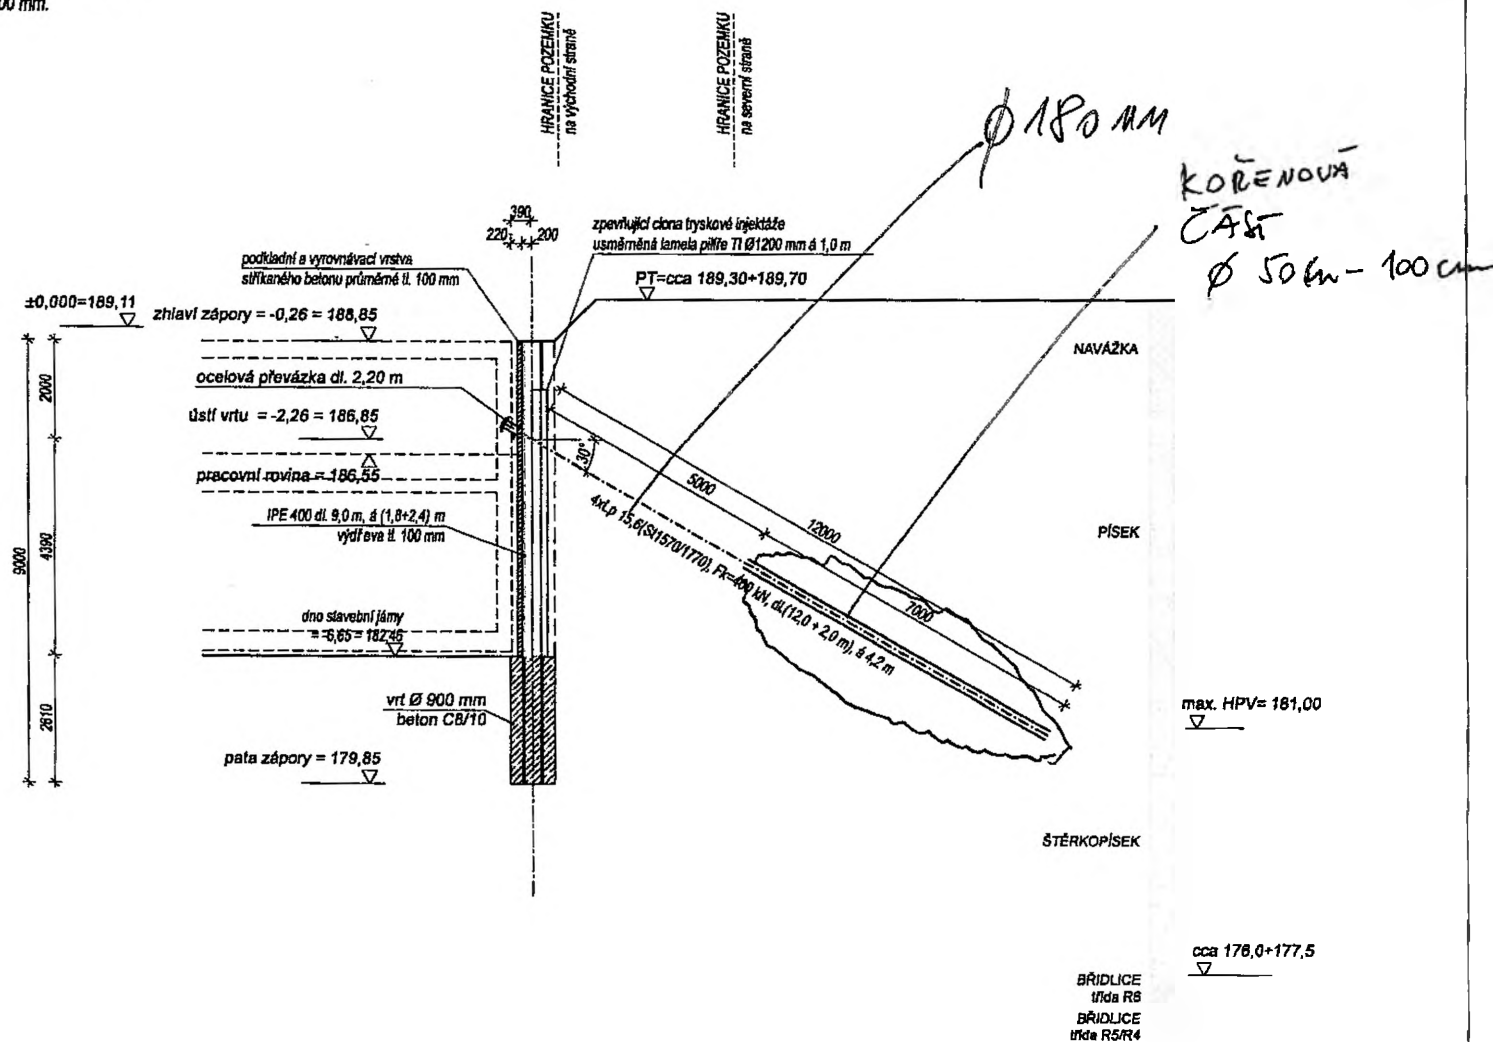 00 mm.
HRANICE POZEMKU
na východní straně
HRANICE POZEMKU
na severní straně
Ø 180 MM
KOŘENOVÁ
ČÁST
Ø 50 cm - 100 cm
390
220
200
zpevňující clona tryskové injektáže
usměrněná lamela pilíře TI Ø1200 mm á 1,0 m
podkladní a vyrovnávací vrstva
stříkaného betonu průměrné tl. 100 mm
PT=cca 189,30÷189,70
±0,000=189,11
zhlaví zápory = -0,26 = 188,85
NAVÁŽKA
ocelová převázka dl. 2,20 m
2000
ústí vrtu = -2,26 = 186,85
30°
pracovní rovina = 186,55
5000
12000
4xLp 15,6(St1570/1770), Fk=400 kN, dl.(12,0 + 2,0 m), á 4,2 m
7000
IPE 400 dl. 9,0 m, á (1,8÷2,4) m
výdřeva tl. 100 mm
PÍSEK
9000
4390
dno stavební jámy
= -6,65 = 182,46
2610
vrt Ø 900 mm
beton C8/10
max. HPV= 181,00
pata zápory = 179,85
ŠTĚRKOPÍSEK
cca 176,0÷177,5
BŘIDLICE
třída R6
BŘIDLICE
třída R5/R4